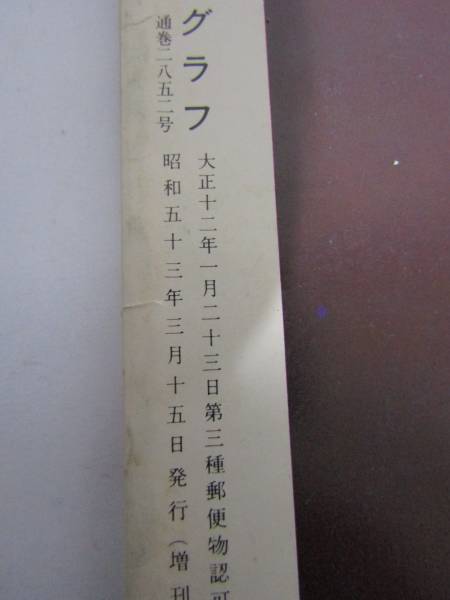 グラフ
大正十二年一月二十三日第三種郵便物認可
通巻二八五二号
昭和五十三年三月十五日発行(増刊